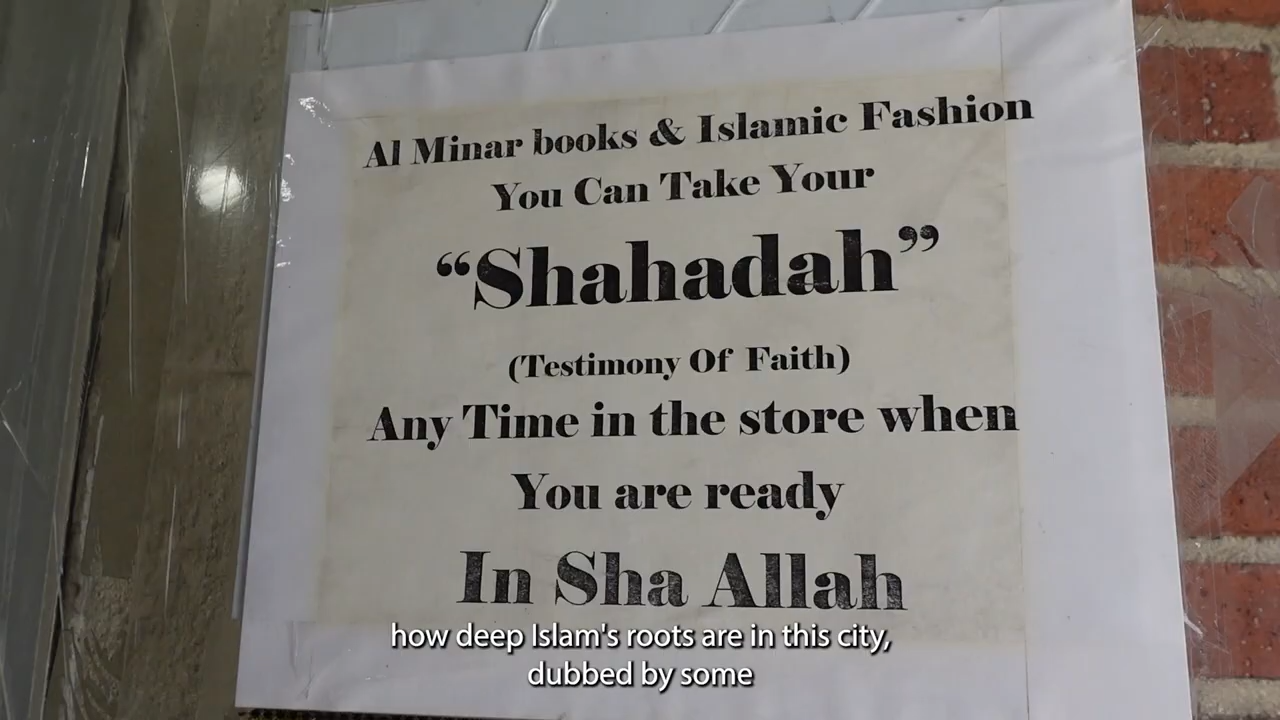 Al Minar books & Islamic Fashion
You Can Take Your
“Shahadah”
(Testimony Of Faith)
Any Time in the store when
You are ready
In Sha Allah
how deep Islam's roots are in this city,
dubbed by some